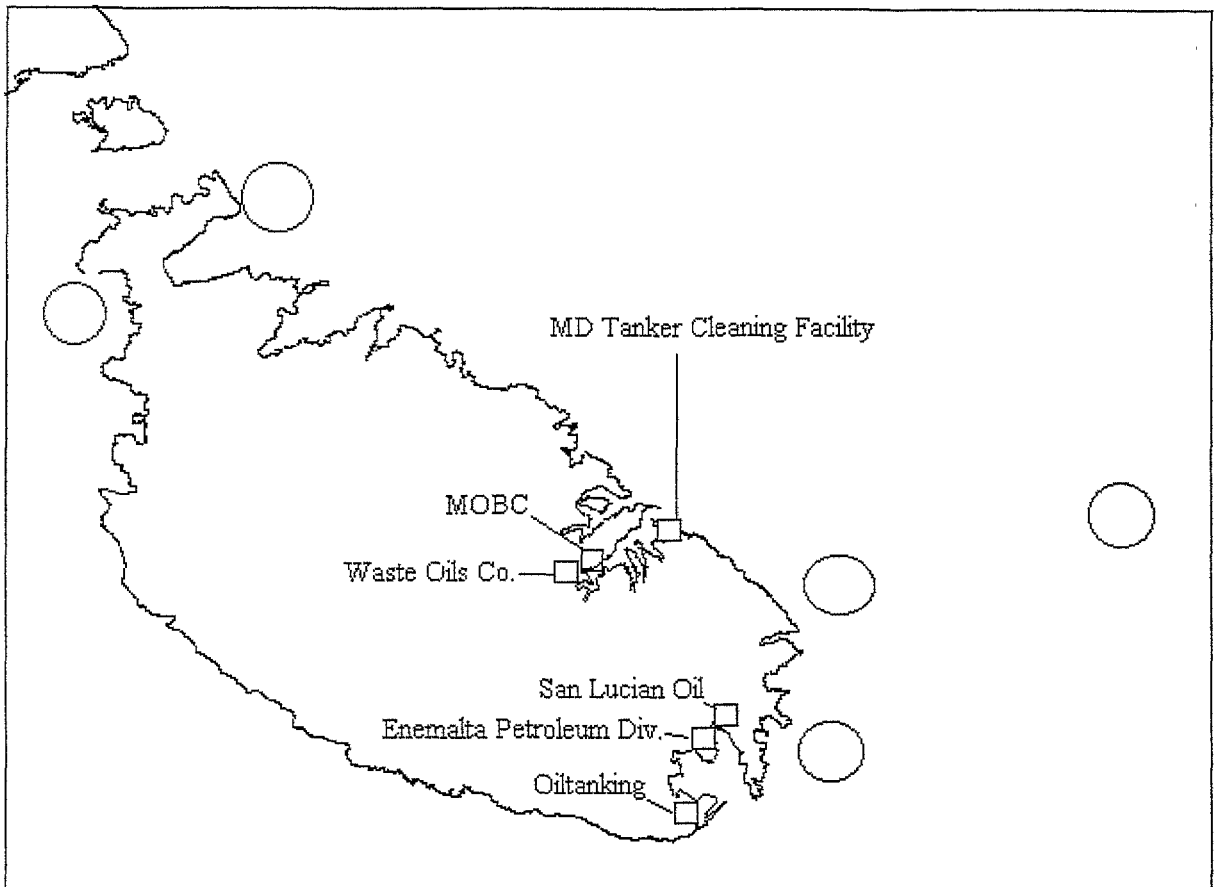 MD Tanker Cleaning Facility
MOBC
Waste Oils Co.
San Lucian Oil
Enemalta Petroleum Div.
Oiltanking